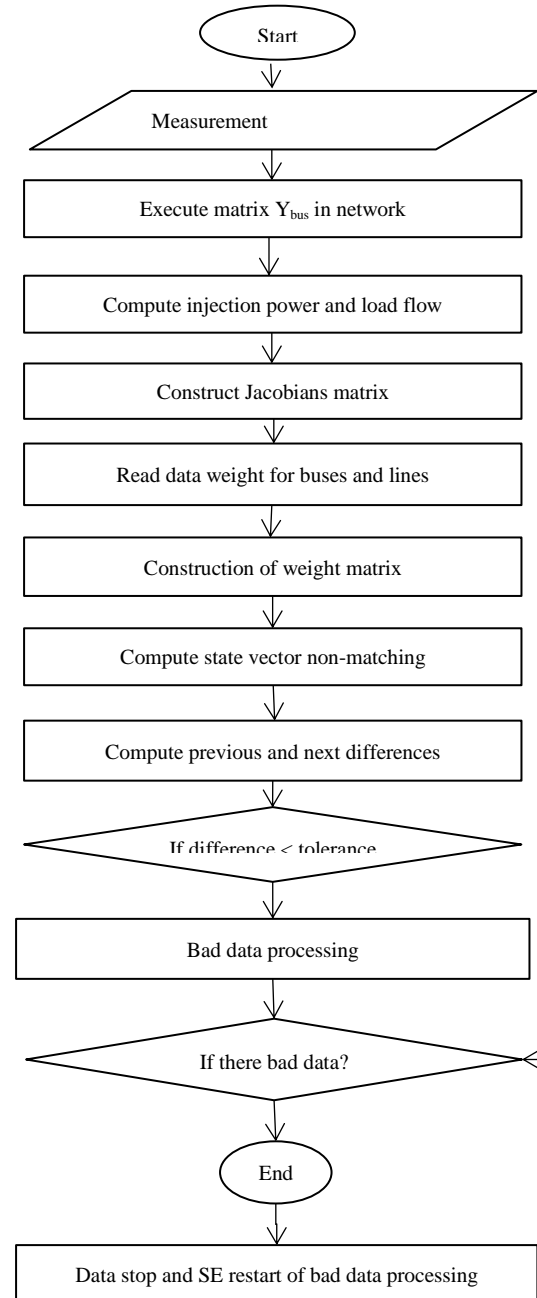 Start
Measurement
Execute matrix Ybus in network
Compute injection power and load flow
Construct Jacobians matrix
Read data weight for buses and lines
Construction of weight matrix
Compute state vector non-matching
Compute previous and next differences
If difference < tolerance
Bad data processing
If there bad data?
End
Data stop and SE restart of bad data processing